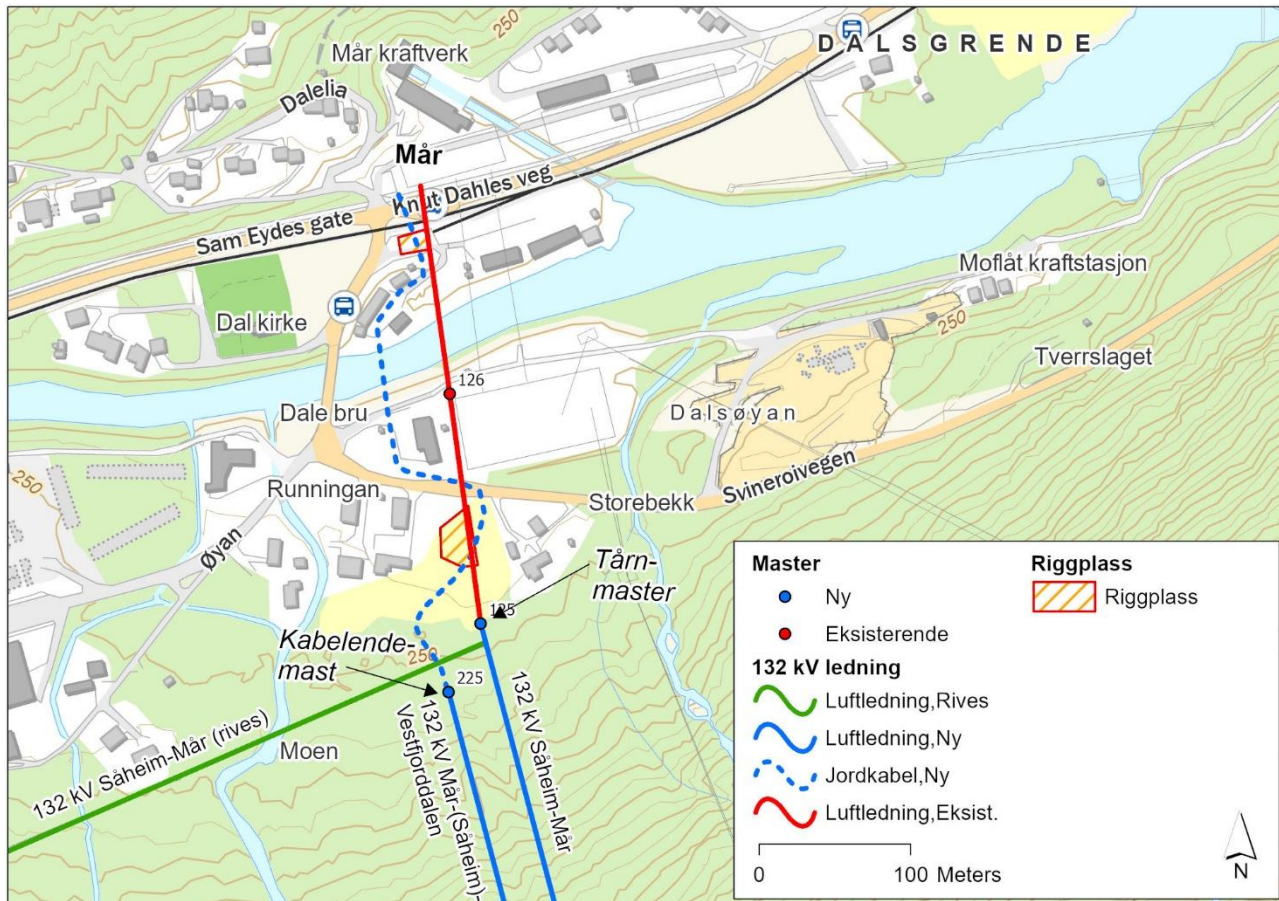 250
DALSGRENDE
Mår kraftverk
Dalelia
Mår
Knut Dahles veg
Sam Eydes gate
Moflåt kraftstasjon
250
Dal kirke
Tverrslaget
126
Dale bru
Dalsøyan
Svineroivegen
250
Runningan
Storebekk
Øyan
Tårn-
master
125
Kabelende-
mast
250
225
132 kV Såheim-Mår
132 kV Mår-(Såheim)-
Vestfjorddalen
Moen
132 kV Såheim-Mår (rives)
Master
Ny
Eksisterende
132 kV ledning
Luftledning,Rives
Luftledning,Ny
Jordkabel,Ny
Luftledning,Eksist.
Riggplass
Riggplass
0 100 Meters
N